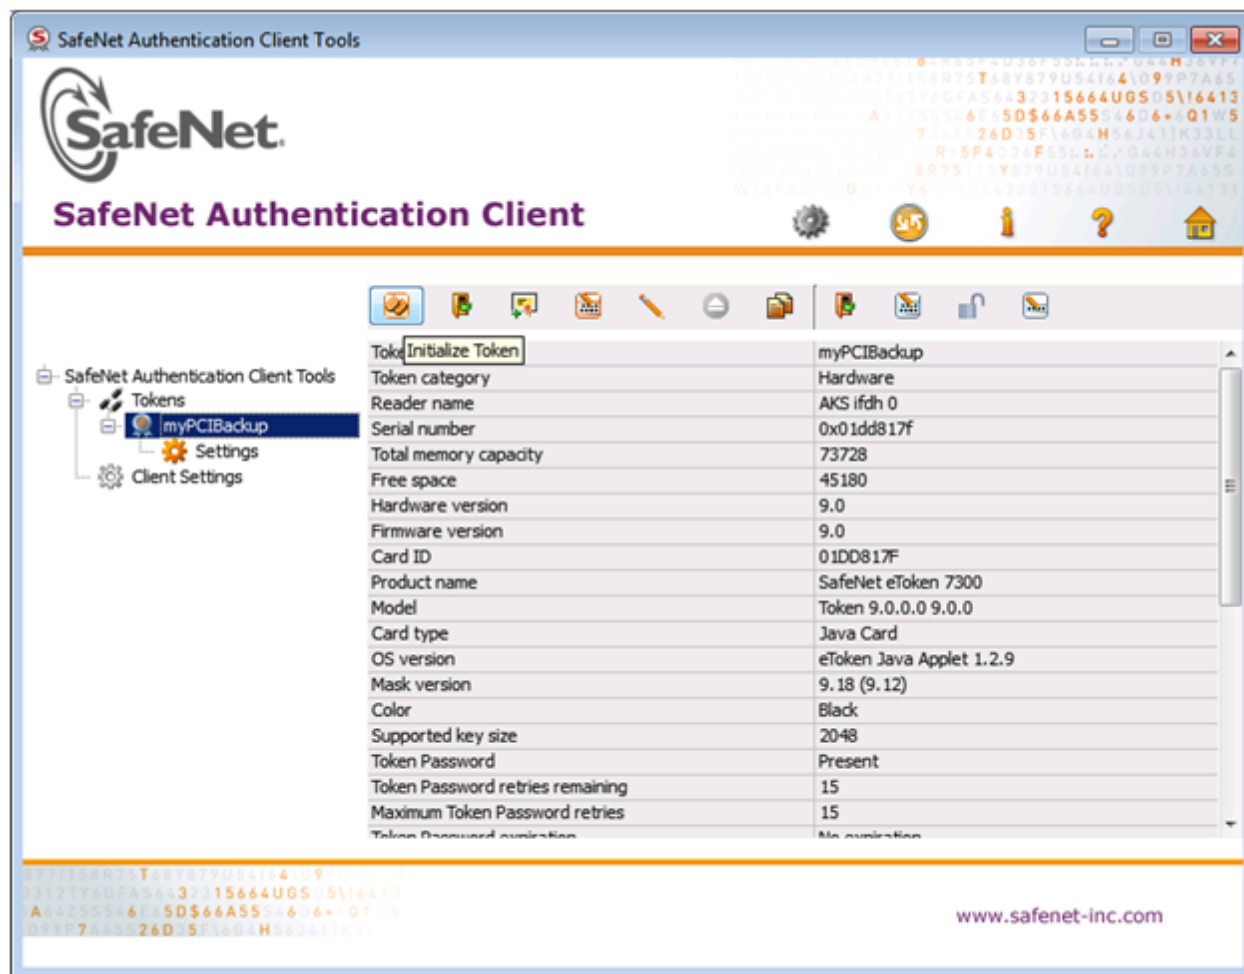 SafeNet Authentication Client Tools
SafeNet.
SafeNet Authentication Client
Initialize Token
SafeNet Authentication Client Tools
Tokens
myPCIBackup
Settings
Client Settings
myPCIBackup
Token category Hardware
Reader name AKS ifdh 0
Serial number 0x01dd817f
Total memory capacity 73728
Free space 45180
Hardware version 9.0
Firmware version 9.0
Card ID 01DD817F
Product name SafeNet eToken 7300
Model Token 9.0.0.0 9.0.0
Card type Java Card
OS version eToken Java Applet 1.2.9
Mask version 9.18 (9.12)
Color Black
Supported key size 2048
Token Password Present
Token Password retries remaining 15
Maximum Token Password retries 15
Token Password expiration No expiration
www.safenet-inc.com